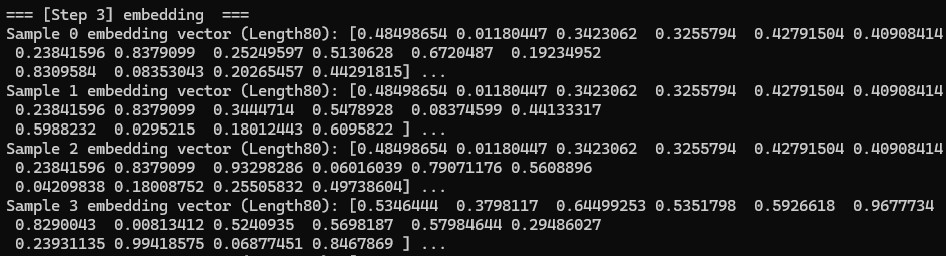 === [Step 3] embedding  ===
Sample 0 embedding vector (Length80): [0.48498654 0.01180447 0.3423062  0.3255794  0.42791504 0.40908414
 0.23841596 0.8379099  0.25249597 0.5130628  0.6720487  0.19234952
 0.8309584  0.08353043 0.20265457 0.44291815] ...
Sample 1 embedding vector (Length80): [0.48498654 0.01180447 0.3423062  0.3255794  0.42791504 0.40908414
 0.23841596 0.8379099  0.3444714  0.5478928  0.08374599 0.44133317
 0.5988232  0.0295215  0.18012443 0.6095822 ] ...
Sample 2 embedding vector (Length80): [0.48498654 0.01180447 0.3423062  0.3255794  0.42791504 0.40908414
 0.23841596 0.8379099  0.93298286 0.06016039 0.79071176 0.5608896
 0.04209838 0.18008752 0.25505832 0.49738604] ...
Sample 3 embedding vector (Length80): [0.5346444  0.3798117  0.64499253 0.5351798  0.5926618  0.9677734
 0.8290043  0.00813412 0.5240935  0.5698187  0.57984644 0.29486027
 0.23931135 0.99418575 0.06877451 0.8467869 ] ...